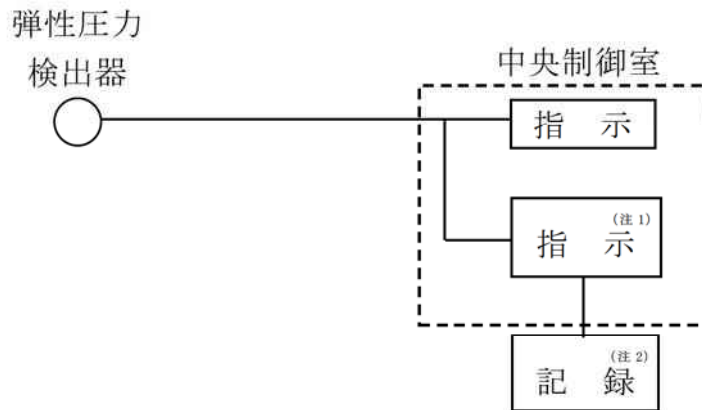 弾性圧力
検出器
中央制御室
指 示
(注 1)
指 示
(注 2)
記 録